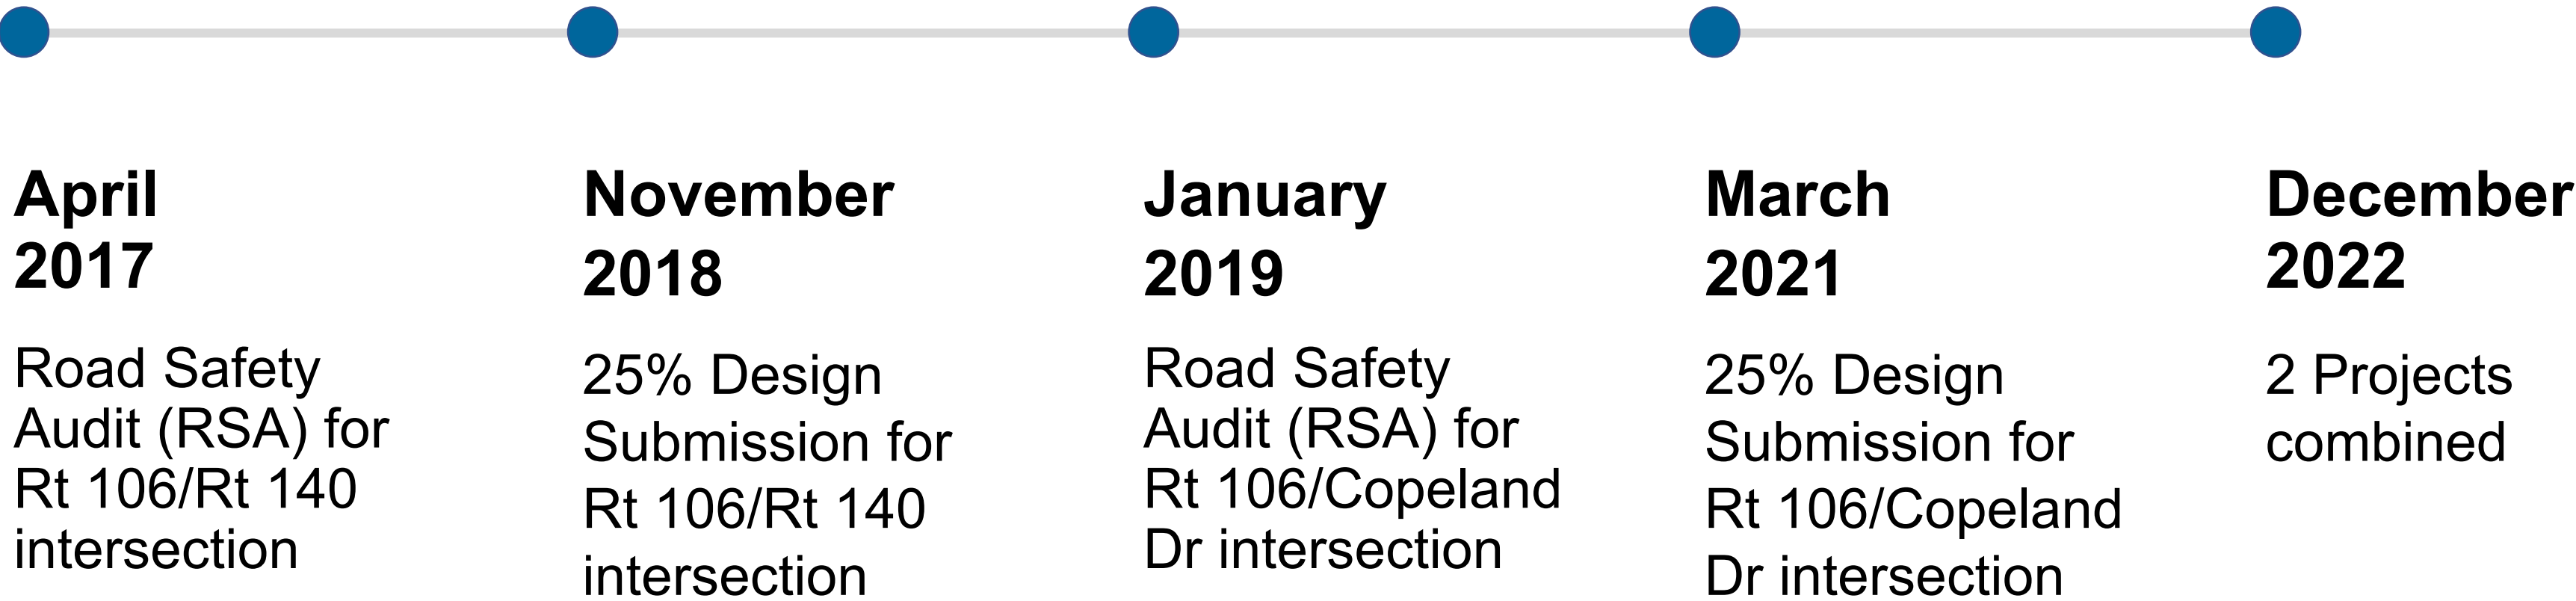 April
2017
Road Safety
Audit (RSA) for
Rt 106/Rt 140
intersection
November
2018
25% Design
Submission for
Rt 106/Rt 140
intersection
January
2019
Road Safety
Audit (RSA) for
Rt 106/Copeland
Dr intersection
March
2021
25% Design
Submission for
Rt 106/Copeland
Dr intersection
December
2022
2 Projects
combined